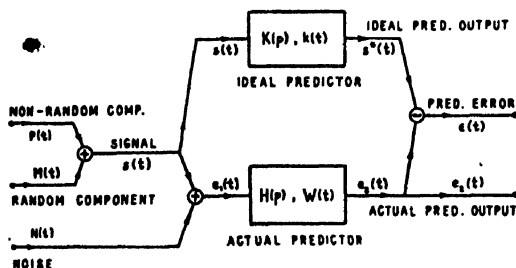 K(p), k(t)
IDEAL PRED. OUTPUT
s(t)
s*(t)
IDEAL PREDICTOR
NON-RANDOM COMP.
P(t)
SIGNAL
s(t)
PRED. ERROR
ε(t)
M(t)
RANDOM COMPONENT
e₁(t)
H(p), W(t)
e₂(t)
e₂(t)
ACTUAL PRED. OUTPUT
ACTUAL PREDICTOR
N(t)
NOISE